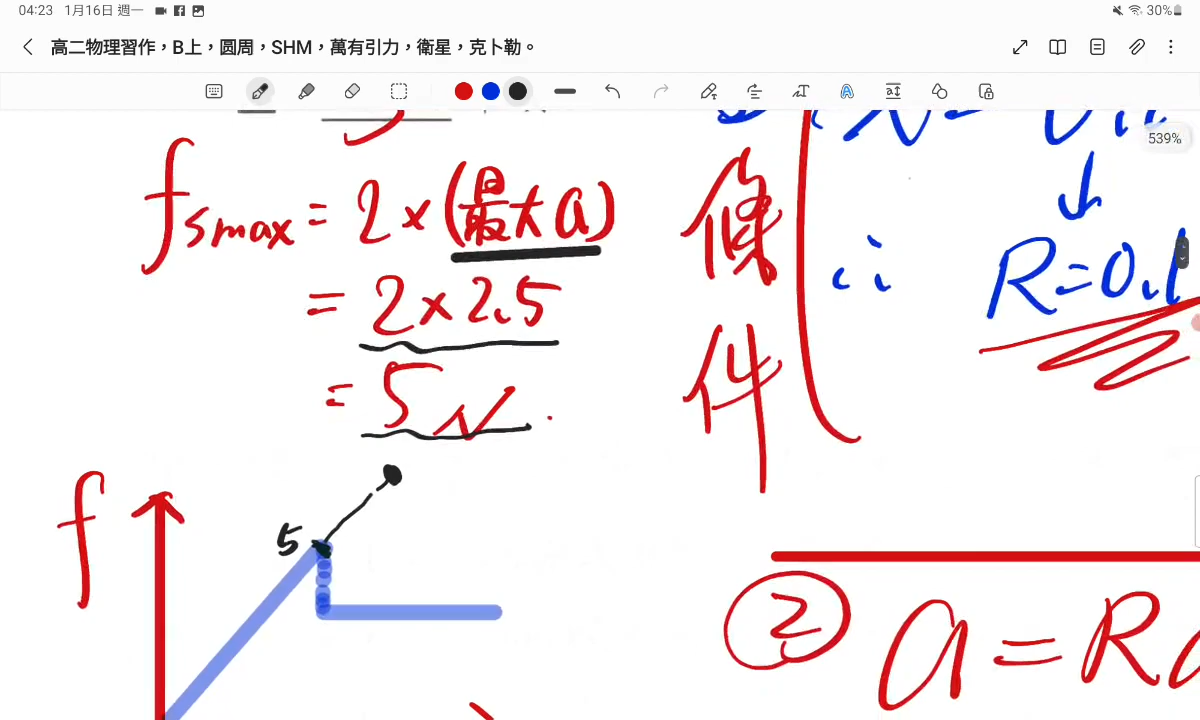 04:23 1月16日 週一 30%
高二物理習作，B上，圓周，SHM，萬有引力，衛星，克卜勒。
539%
fsmax = 2 × (最大 a)
= 2 × 2.5
= 5 N
條件
∴ R = 0.1
f
5
② a = R